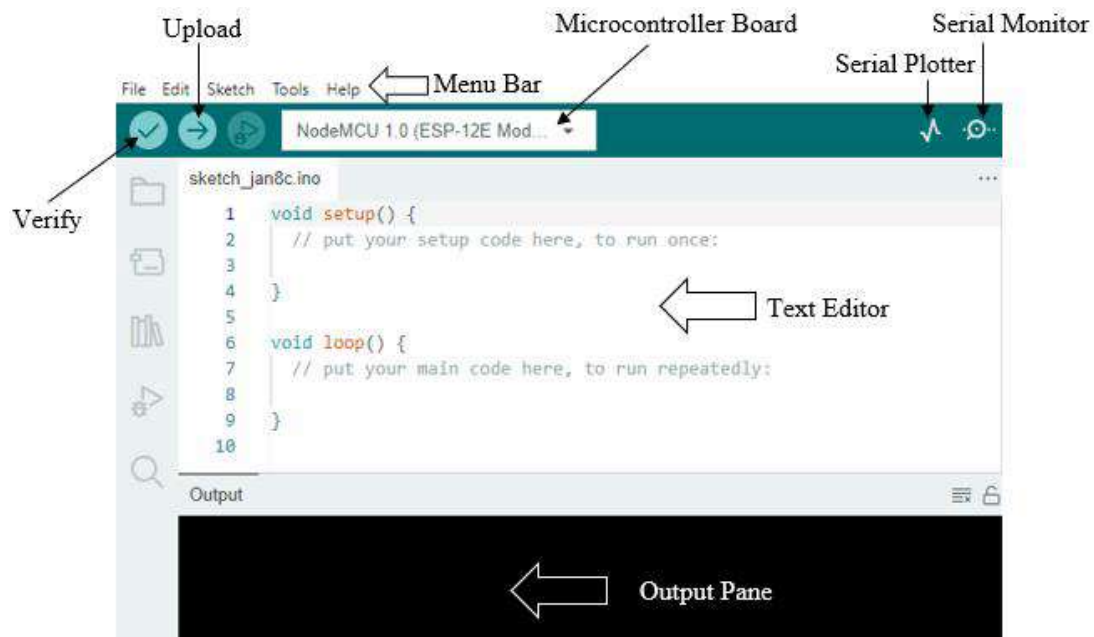 Upload
Microcontroller Board
Serial Monitor
Serial Plotter
File Edit Sketch Tools Help
Menu Bar
NodeMCU 1.0 (ESP-12E Mod...
Verify
sketch_jan8c.ino
...
1 void setup() {
2 // put your setup code here, to run once:
3
4 }
5
6 void loop() {
7 // put your main code here, to run repeatedly:
8
9 }
10
Text Editor
Output
Output Pane